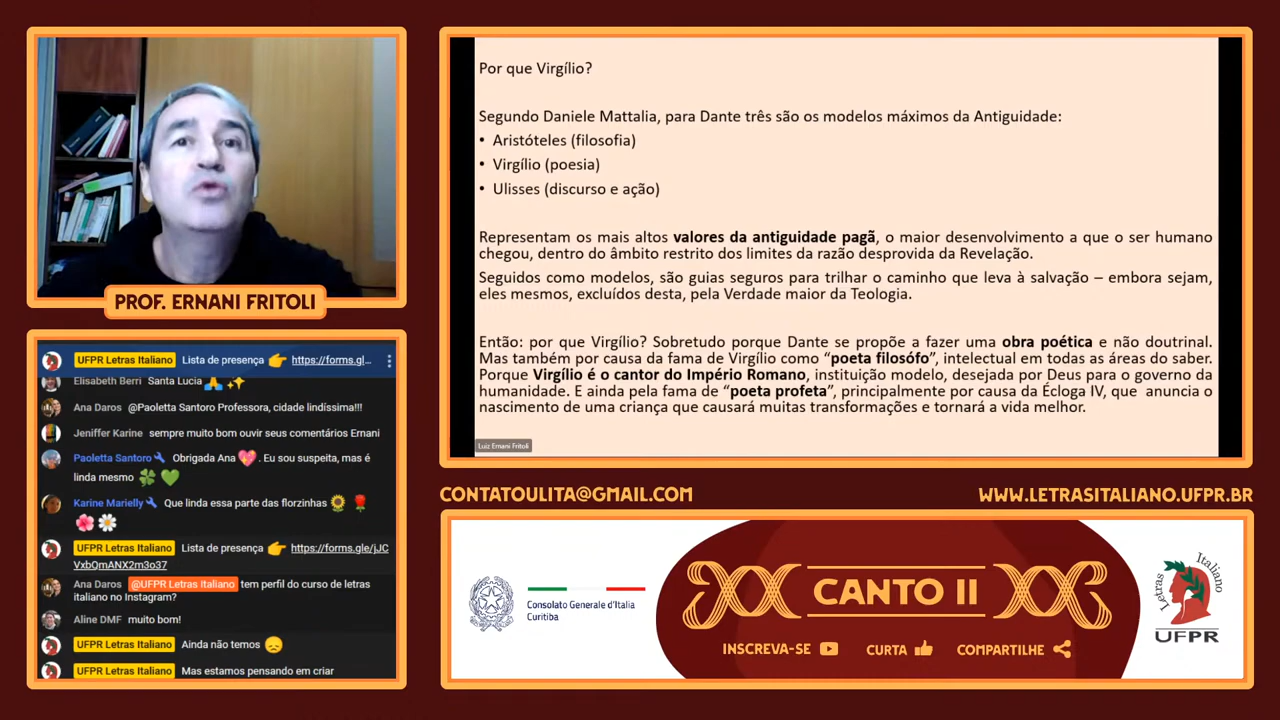 PROF. ERNANI FRITOLI
UFPR Letras Italiano Lista de presença 👉 https://forms.gl...
Elisabeth Berri Santa Lucia 🙏 ✨
Ana Daros @Paoletta Santoro Professora, cidade lindíssima!!!
Jeniffer Karine sempre muito bom ouvir seus comentários Ernani
Paoletta Santoro Obrigada Ana 💖. Eu sou suspeita, mas é
linda mesmo 🍀 💚
Karine Marielly Que linda essa parte das florzinhas 🌻 🌹
🌺 🌼
UFPR Letras Italiano Lista de presença 👉 https://forms.gle/jJC
VxbQmANX2m3o37
Ana Daros @UFPR Letras Italiano tem perfil do curso de letras
italiano no Instagram?
Aline DMF muito bom!
UFPR Letras Italiano Ainda não temos 😞
UFPR Letras Italiano Mas estamos pensando em criar
Por que Virgílio?
Segundo Daniele Mattalia, para Dante três são os modelos máximos da Antiguidade:
• Aristóteles (filosofia)
• Virgílio (poesia)
• Ulisses (discurso e ação)
Representam os mais altos valores da antiguidade pagã, o maior desenvolvimento a que o ser humano
chegou, dentro do âmbito restrito dos limites da razão desprovida da Revelação.
Seguidos como modelos, são guias seguros para trilhar o caminho que leva à salvação – embora sejam,
eles mesmos, excluídos desta, pela Verdade maior da Teologia.
Então: por que Virgílio? Sobretudo porque Dante se propõe a fazer uma obra poética e não doutrinal.
Mas também por causa da fama de Virgílio como “poeta filosófo”, intelectual em todas as áreas do saber.
Porque Virgílio é o cantor do Império Romano, instituição modelo, desejada por Deus para o governo da
humanidade. E ainda pela fama de “poeta profeta”, principalmente por causa da Écloga IV, que anuncia o
nascimento de uma criança que causará muitas transformações e tornará a vida melhor.
Luiz Ernani Fritoli
CONTATOULITA@GMAIL.COM
WWW.LETRASITALIANO.UFPR.BR
Consolato Generale d'Italia
Curitiba
CANTO II
INSCREVA-SE
CURTA
COMPARTILHE
Letras Italiano
UFPR